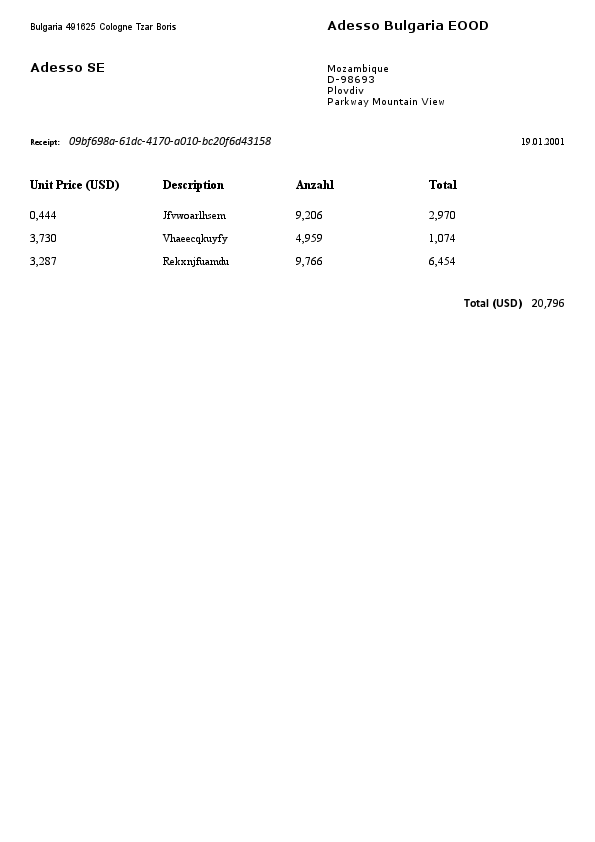 Bulgaria 491625 Cologne Tzar Boris
Adesso Bulgaria EOOD
Adesso SE
Mozambique
D-98693
Plovdiv
Parkway Mountain View
Receipt: 09bf698a-61dc-4170-a010-bc20f6d43158 19.01.2001
Unit Price (USD) Description Anzahl Total
0,444 Jfvwoarlhsem 9,206 2,970
3,730 Vhaeecqkuyfy 4,959 1,074
3,287 Rekxnjfuamdu 9,766 6,454
Total (USD) 20,796